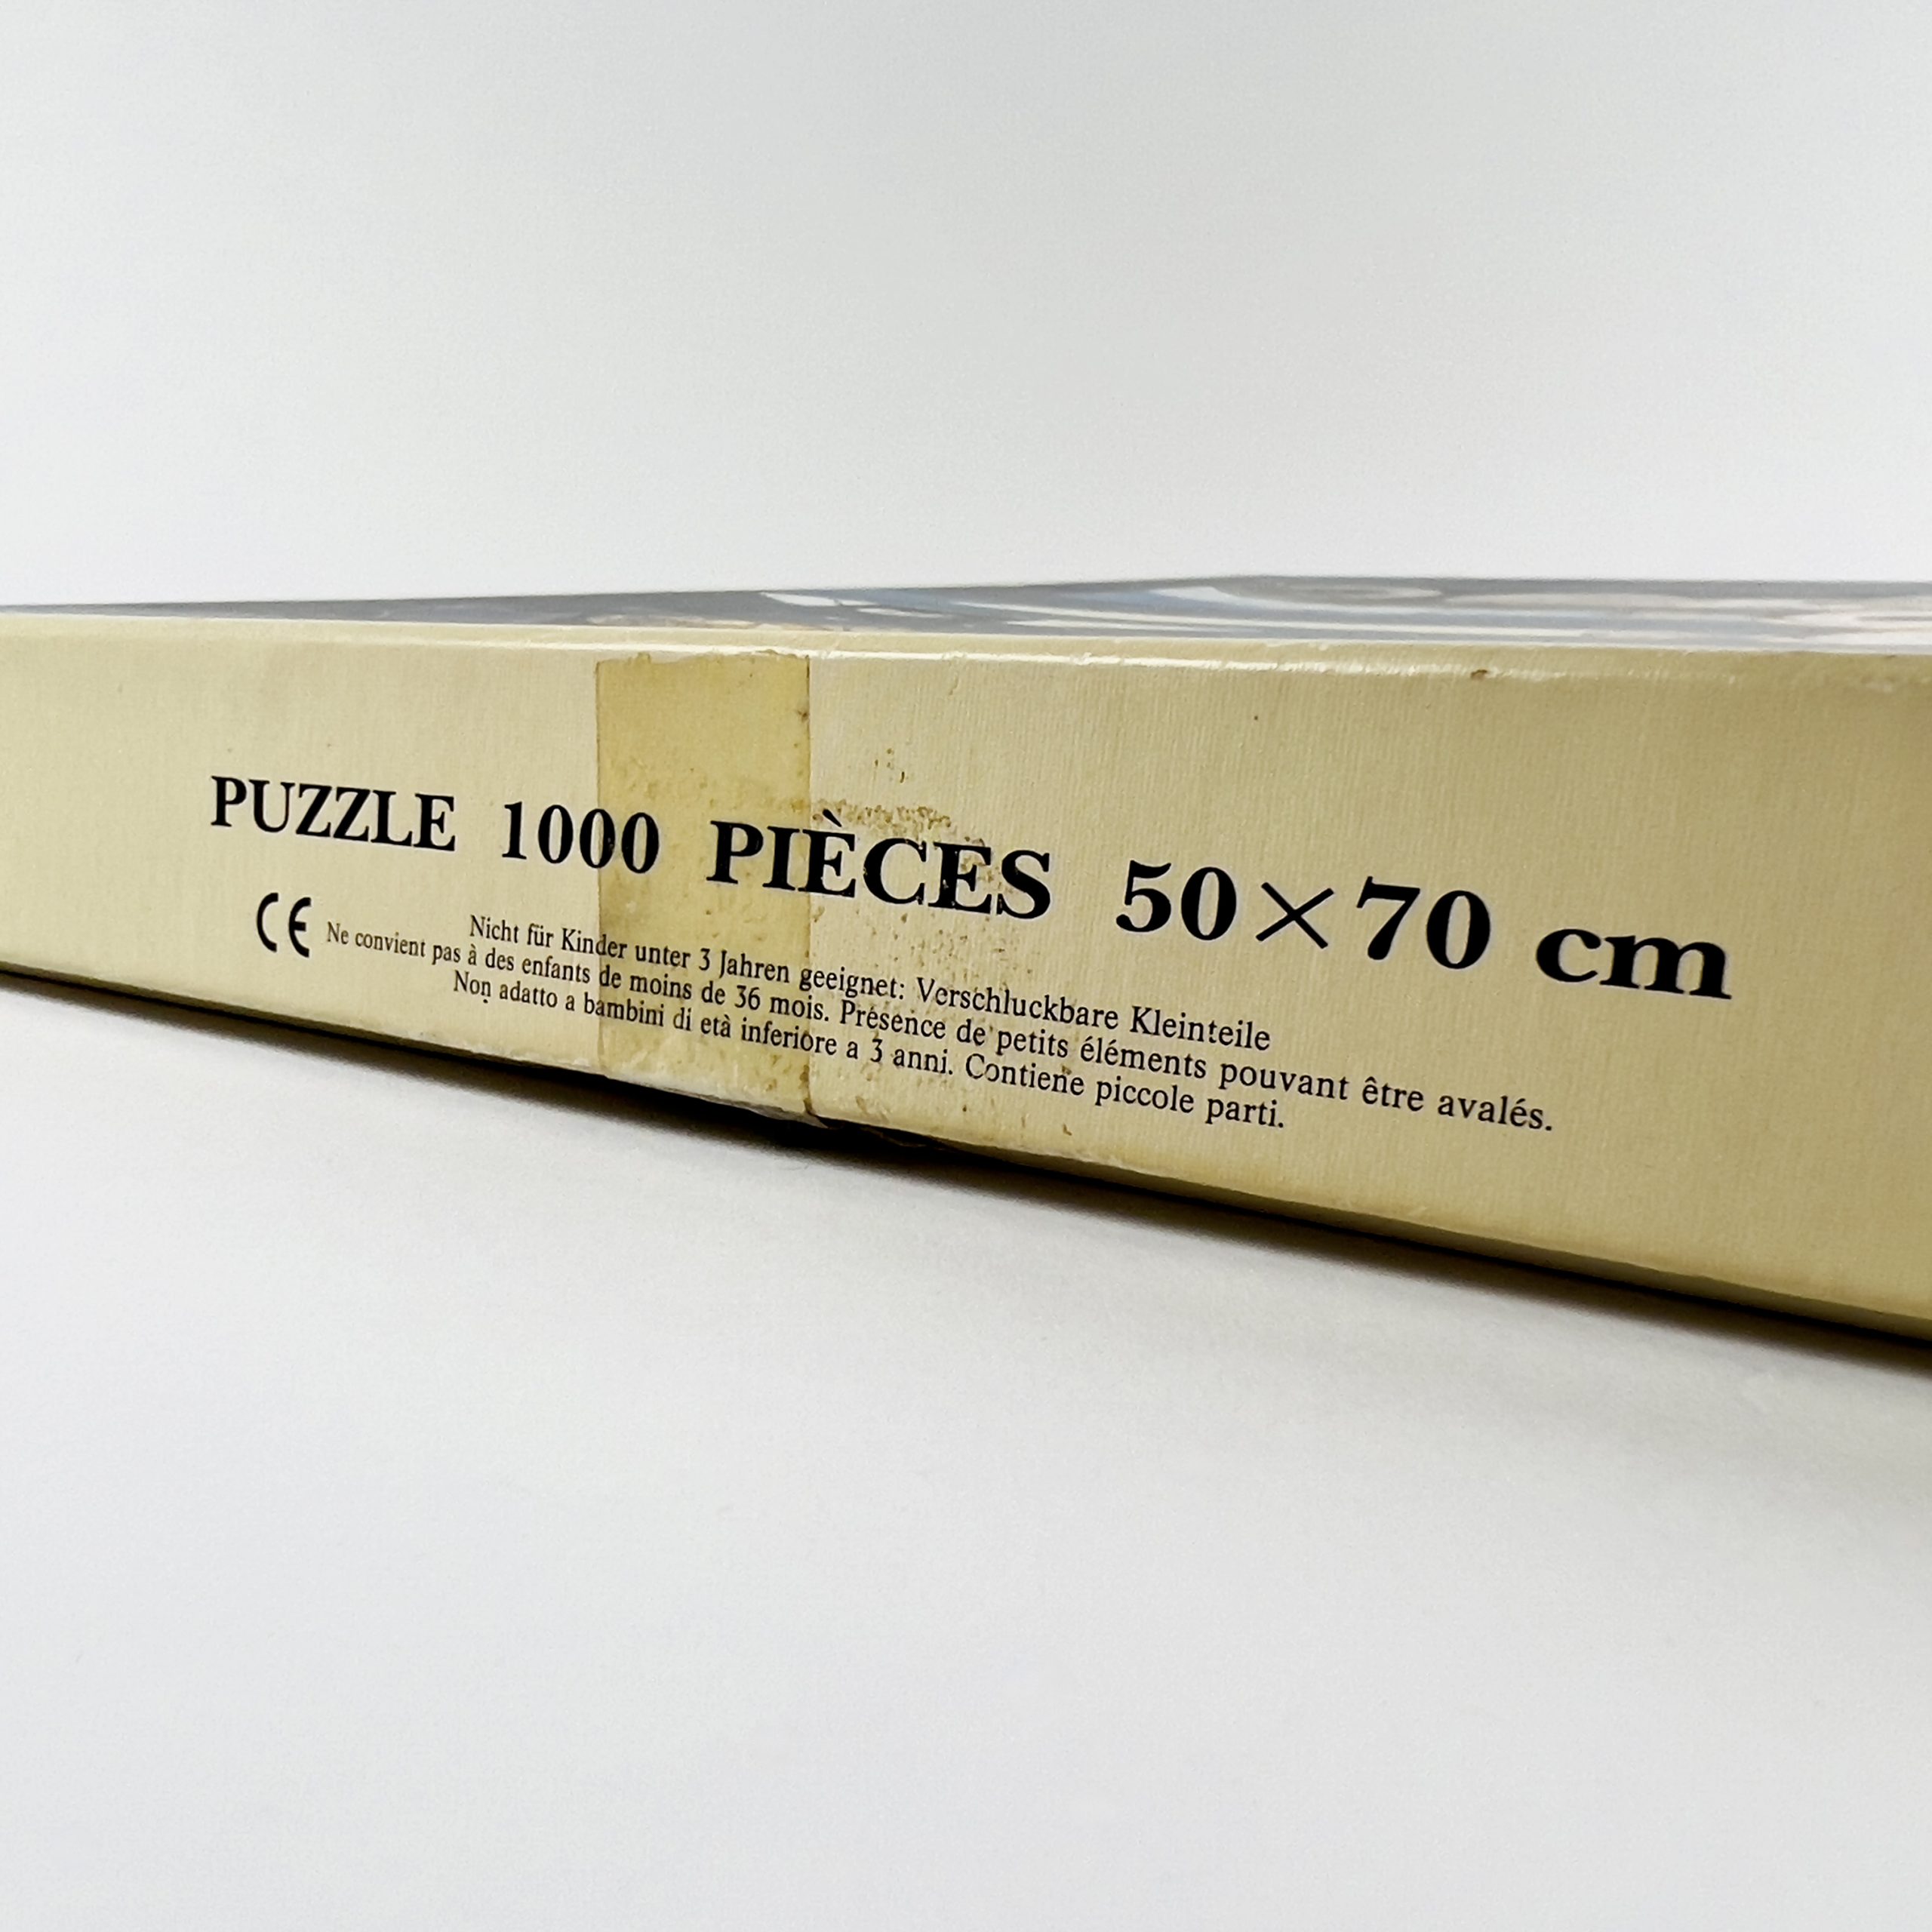 PUZZLE 1000 PIÈCES 50×70 cm
Nicht für Kinder unter 3 Jahren geeignet: Verschluckbare Kleinteile
CE Ne convient pas à des enfants de moins de 36 mois. Présence de petits éléments pouvant être avalés.
Non adatto a bambini di età inferiore a 3 anni. Contiene piccole parti.